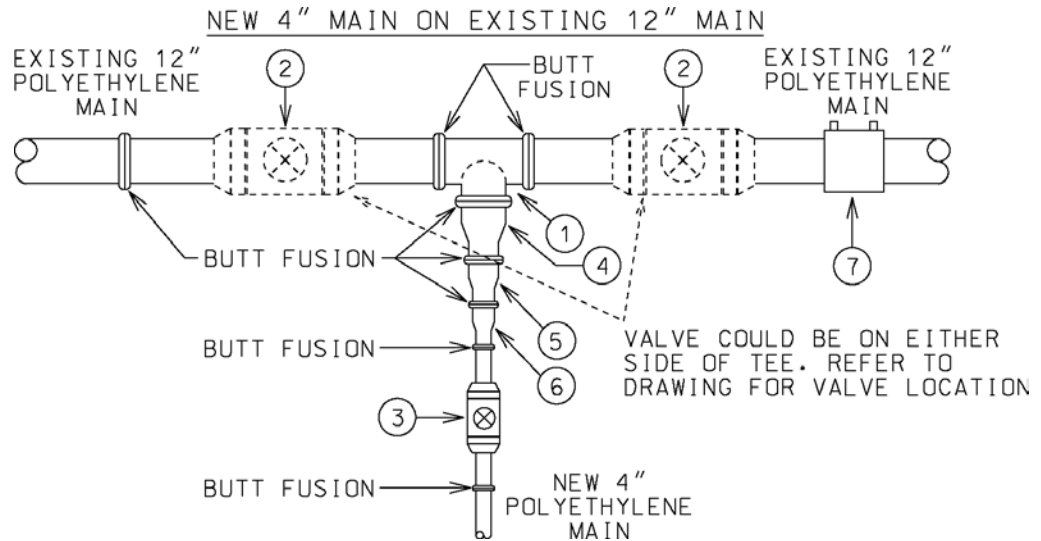 NEW 4" MAIN ON EXISTING 12" MAIN
EXISTING 12"
POLYETHYLENE
MAIN
2
BUTT
FUSION
2
EXISTING 12"
POLYETHYLENE
MAIN
1
BUTT FUSION
4
7
5
BUTT FUSION
6
VALVE COULD BE ON EITHER
SIDE OF TEE. REFER TO
DRAWING FOR VALVE LOCATION
3
BUTT FUSION
NEW 4"
POLYETHYLENE
MAIN